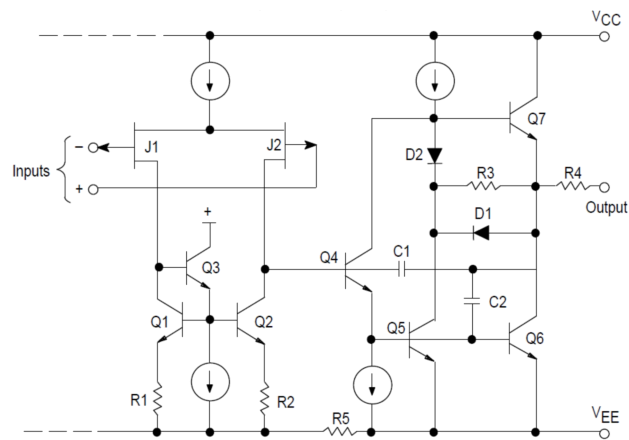 VCC
Q7
J1
J2
Inputs
−
+
D2
R3
R4
Output
D1
+
Q3
Q4
C1
C2
Q1
Q2
Q5
Q6
R1
R2
R5
VEE